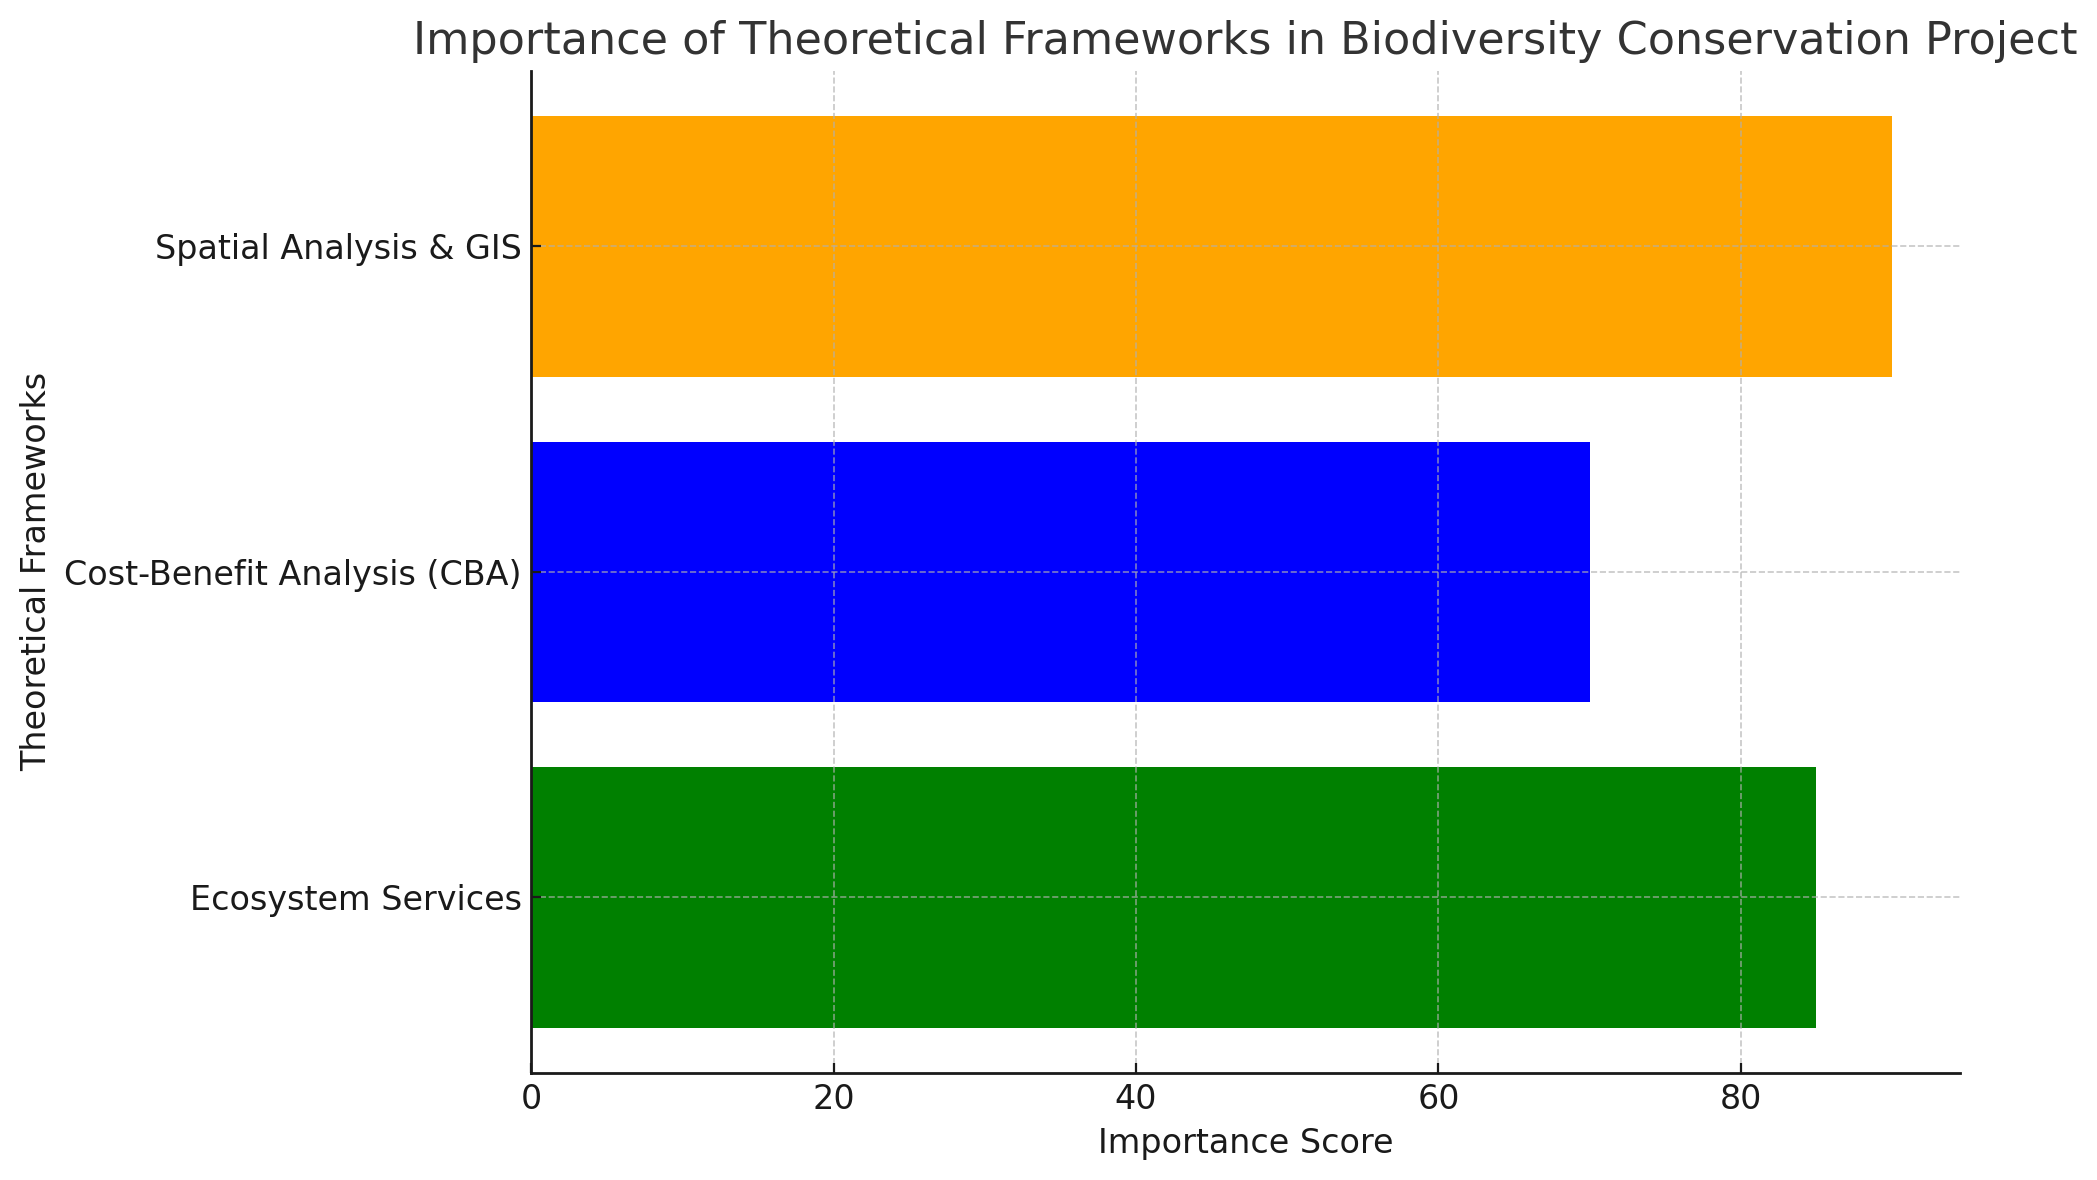 Importance of Theoretical Frameworks in Biodiversity Conservation Project
Theoretical Frameworks
Spatial Analysis & GIS
Cost-Benefit Analysis (CBA)
Ecosystem Services
0 20 40 60 80
Importance Score